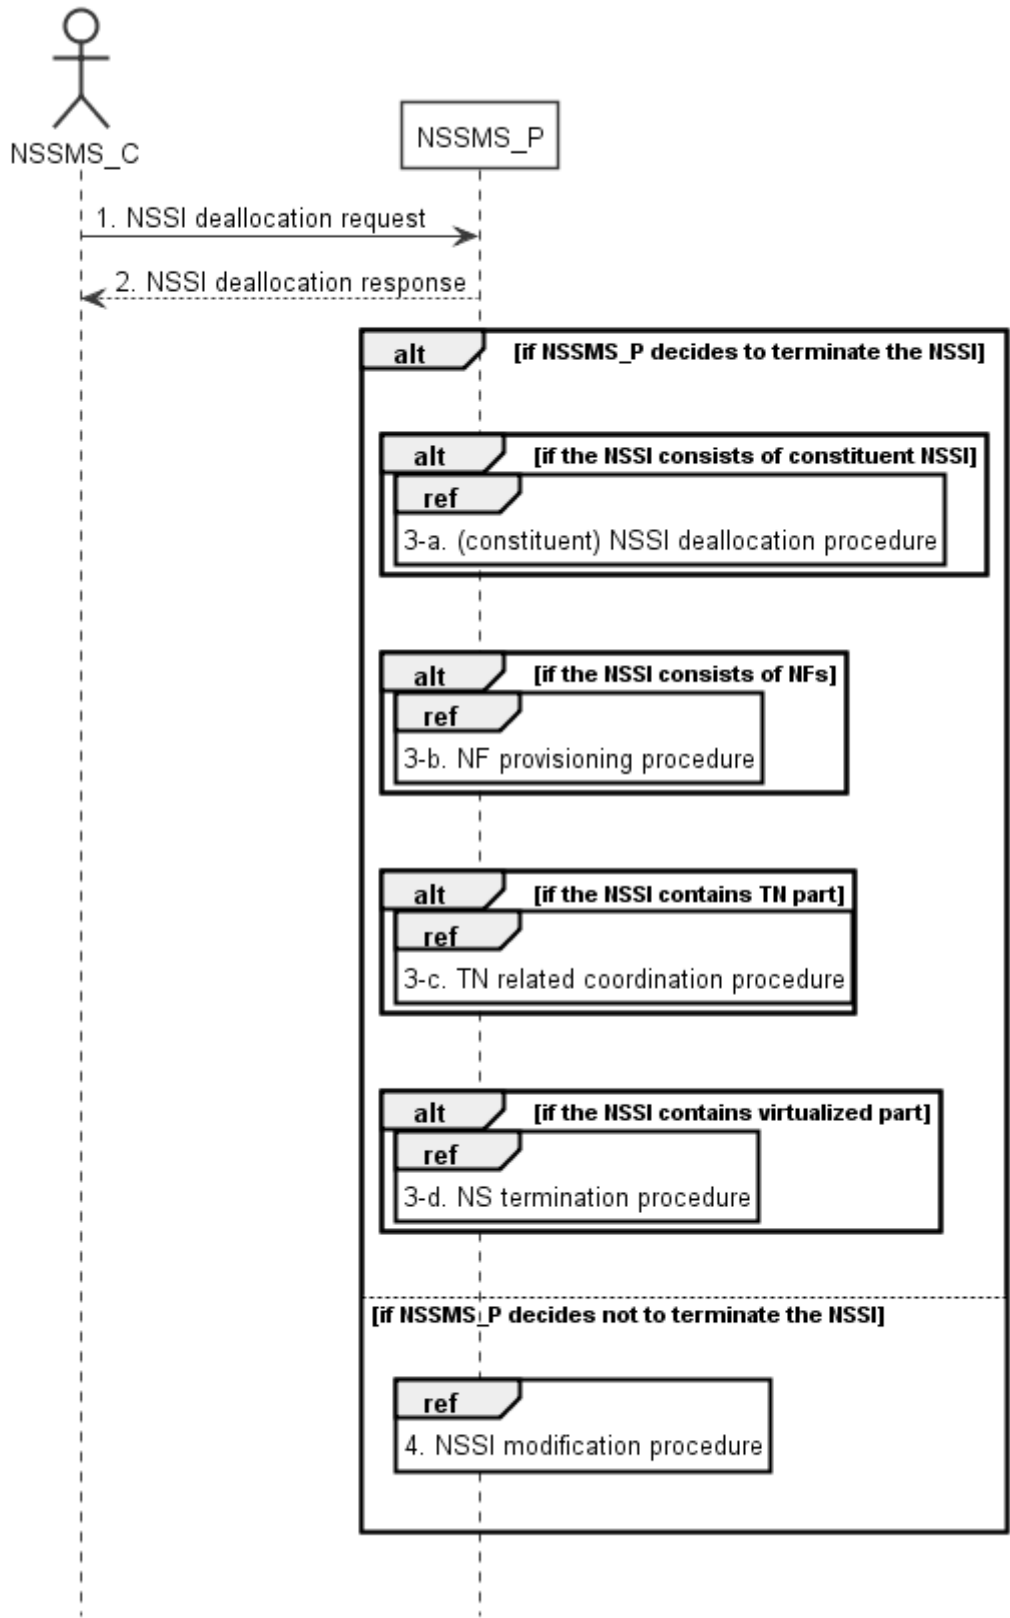 NSSMS_C
NSSMS_P
1. NSSI deallocation request
2. NSSI deallocation response
alt [if NSSMS_P decides to terminate the NSSI]
alt [if the NSSI consists of constituent NSSI]
ref
3-a. (constituent) NSSI deallocation procedure
alt [if the NSSI consists of NFs]
ref
3-b. NF provisioning procedure
alt [if the NSSI contains TN part]
ref
3-c. TN related coordination procedure
alt [if the NSSI contains virtualized part]
ref
3-d. NS termination procedure
[if NSSMS_P decides not to terminate the NSSI]
ref
4. NSSI modification procedure